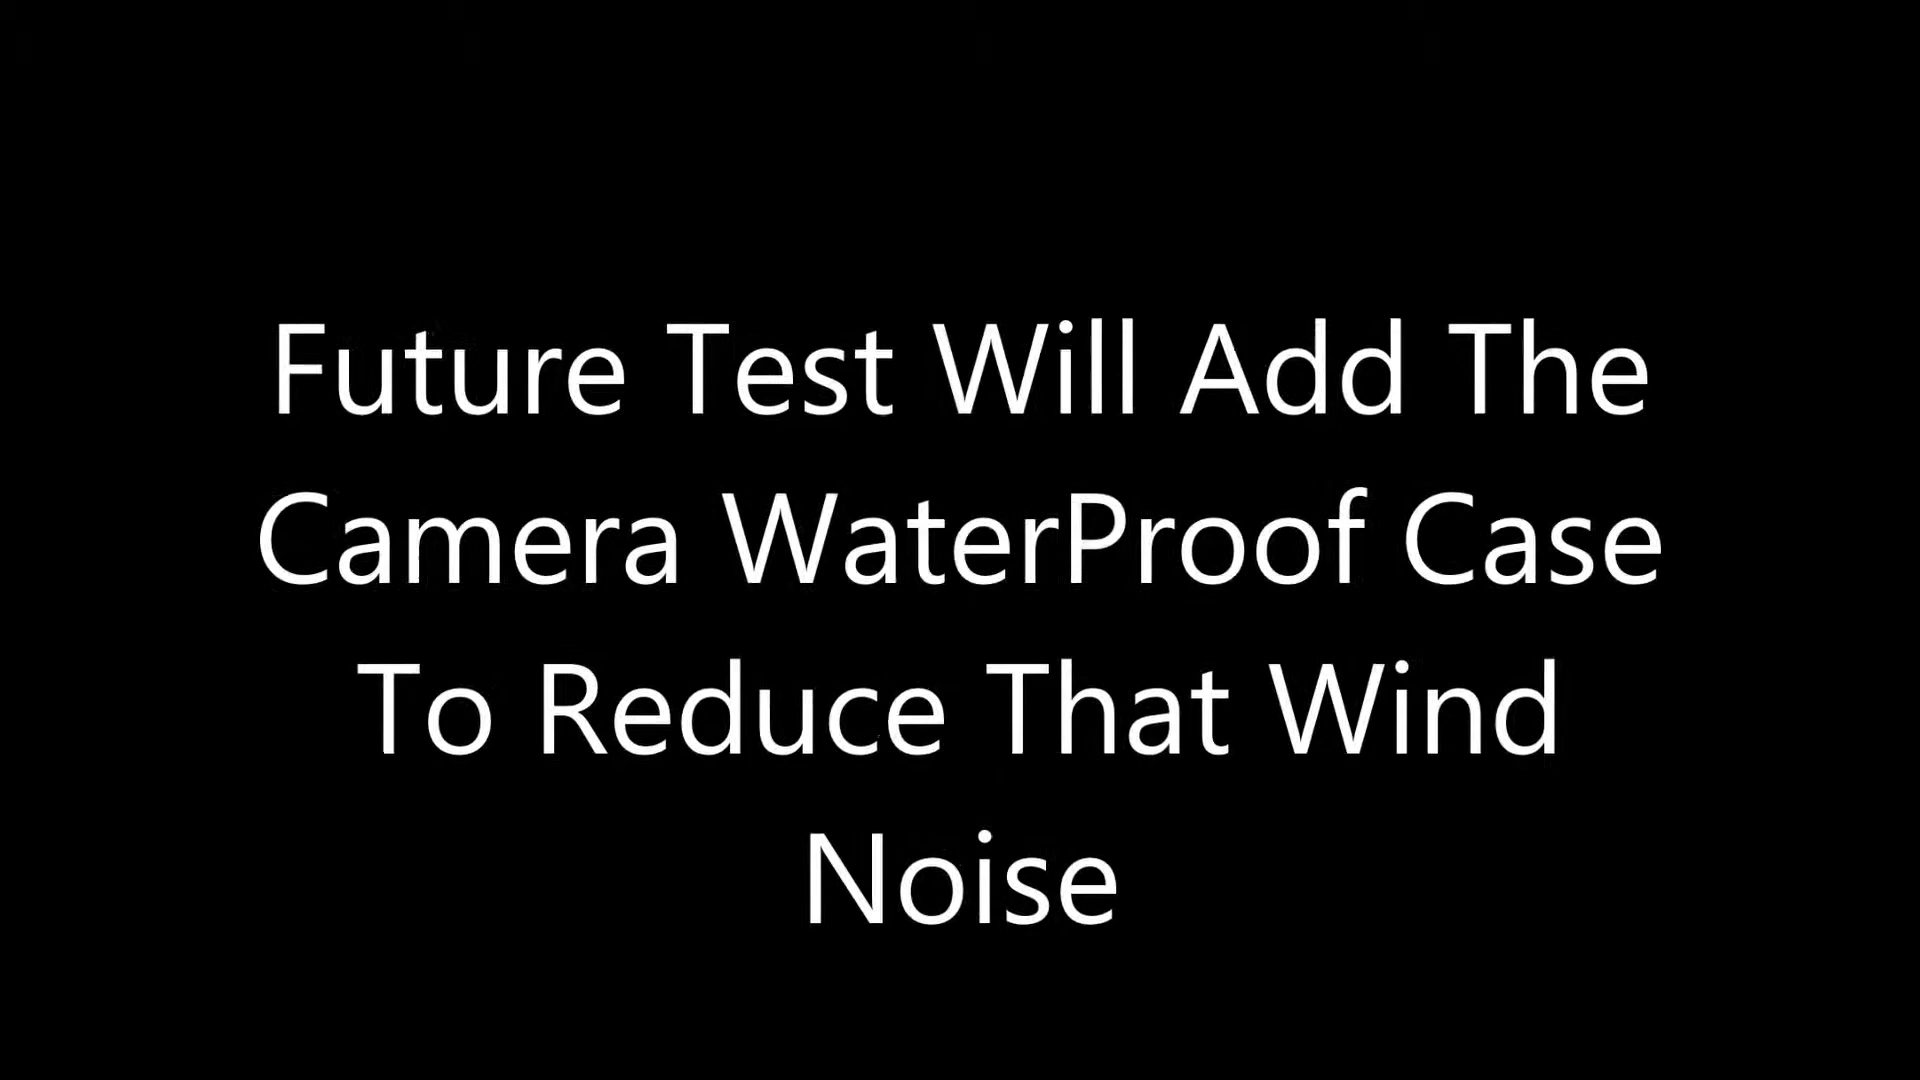 Future Test Will Add The
Camera WaterProof Case
To Reduce That Wind
Noise